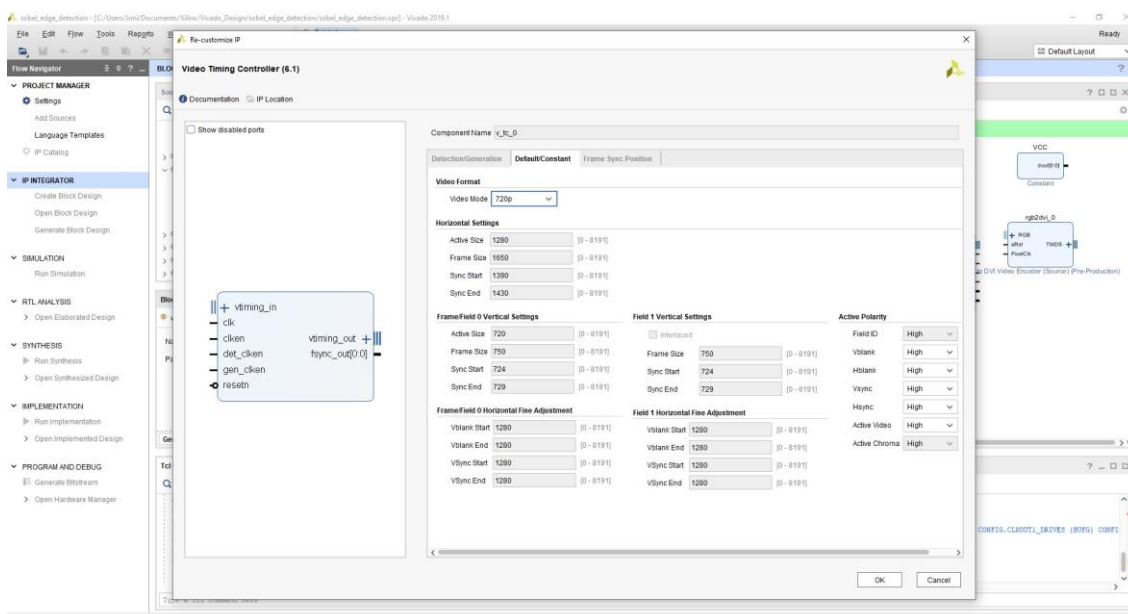 sobel_edge_detection - [C:/Users/Joni/Documents/Xilinx/Vivado_Design/sobel_edge_detection/sobel_edge_detection.xpr] - Vivado 2019.1
File Edit Flow Tools Reports
Ready
Default Layout
Flow Navigator
PROJECT MANAGER
Settings
Add Sources
Language Templates
IP Catalog
IP INTEGRATOR
Create Block Design
Open Block Design
Generate Block Design
SIMULATION
Run Simulation
RTL ANALYSIS
Open Elaborated Design
SYNTHESIS
Run Synthesis
Open Synthesized Design
IMPLEMENTATION
Run Implementation
Open Implemented Design
PROGRAM AND DEBUG
Generate Bitstream
Open Hardware Manager
Re-customize IP
Video Timing Controller (6.1)
Documentation IP Location
Show disabled ports
vtiming_in
clk
clken
det_clken
gen_clken
resetn
vtiming_out
fsync_out[0:0]
Component Name v_tc_0
Detection/Generation Default/Constant Frame Sync Position
Video Format
Video Mode 720p
Horizontal Settings
Active Size 1280 [0 - 8191]
Frame Size 1650 [0 - 8191]
Sync Start 1390 [0 - 8191]
Sync End 1430 [0 - 8191]
Frame/Field 0 Vertical Settings
Active Size 720 [0 - 8191]
Frame Size 750 [0 - 8191]
Sync Start 724 [0 - 8191]
Sync End 729 [0 - 8191]
Frame/Field 0 Horizontal Fine Adjustment
Vblank Start 1280 [0 - 8191]
Vblank End 1280 [0 - 8191]
VSync Start 1280 [0 - 8191]
VSync End 1280 [0 - 8191]
Field 1 Vertical Settings
Interlaced
Frame Size 750 [0 - 8191]
Sync Start 724 [0 - 8191]
Sync End 729 [0 - 8191]
Field 1 Horizontal Fine Adjustment
Vblank Start 1280 [0 - 8191]
Vblank End 1280 [0 - 8191]
VSync Start 1280 [0 - 8191]
VSync End 1280 [0 - 8191]
Active Polarity
Field ID High
Vblank High
Hblank High
Vsync High
Hsync High
Active Video High
Active Chroma High
OK Cancel
VCC
dout[0:0]
Constant
rgb2dvi_0
RGB
aRst TMDS
PixelClk
DVI Video Encoder (Source) (Pre-Production)
CONFIG.CLKOUT1_DRIVES {BUFG} CONFI